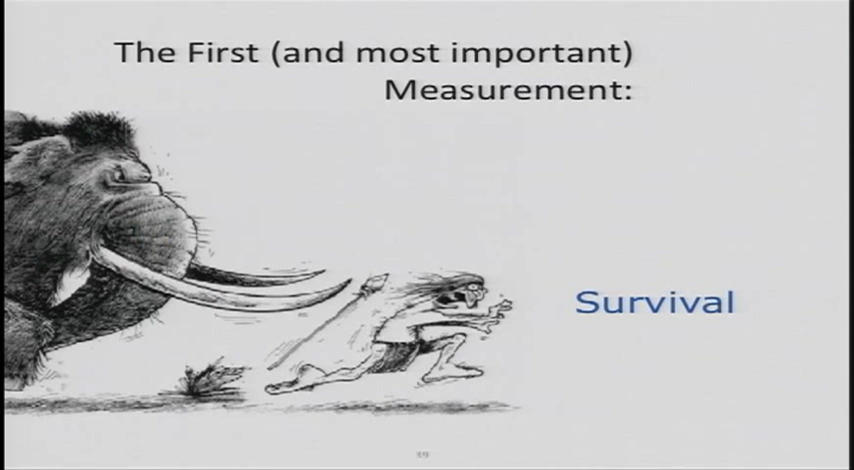 The First (and most important)
Measurement:
Survival